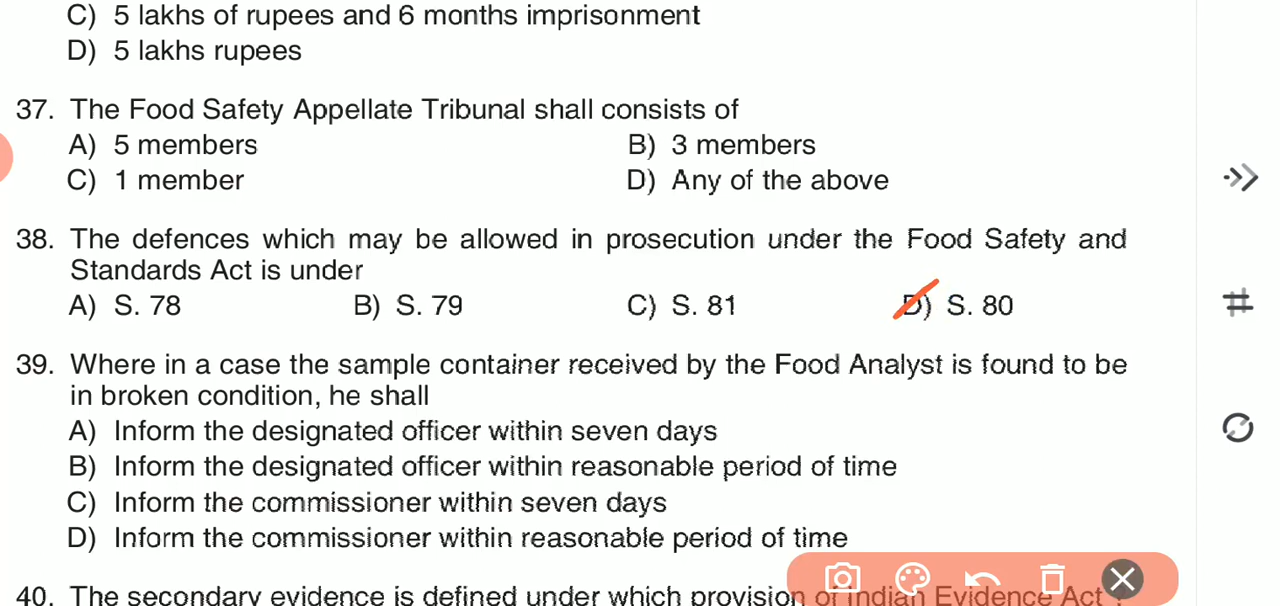 C) 5 lakhs of rupees and 6 months imprisonment
D) 5 lakhs rupees
37. The Food Safety Appellate Tribunal shall consists of
A) 5 members B) 3 members
C) 1 member D) Any of the above
38. The defences which may be allowed in prosecution under the Food Safety and
Standards Act is under
A) S. 78 B) S. 79 C) S. 81 D) S. 80
39. Where in a case the sample container received by the Food Analyst is found to be
in broken condition, he shall
A) Inform the designated officer within seven days
B) Inform the designated officer within reasonable period of time
C) Inform the commissioner within seven days
D) Inform the commissioner within reasonable period of time
40. The secondary evidence is defined under which provision of Indian Evidence Act ?